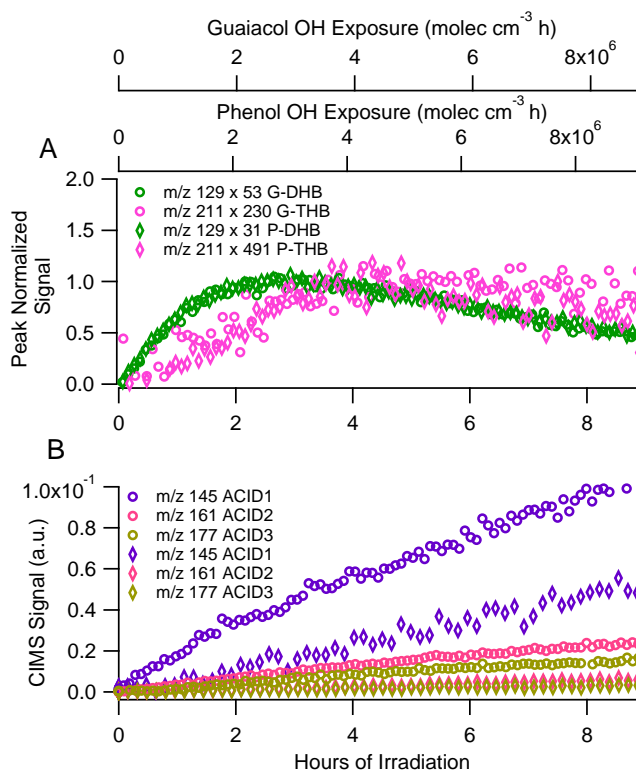 Guaiacol OH Exposure (molec cm⁻³ h)
0 2 4 6 8x10⁶
Phenol OH Exposure (molec cm⁻³ h)
0 2 4 6 8x10⁶
A
2.0
1.5
1.0
0.5
0.0
Peak Normalized
Signal
m/z 129 x 53 G-DHB
m/z 211 x 230 G-THB
m/z 129 x 31 P-DHB
m/z 211 x 491 P-THB
0 2 4 6 8
B
1.0x10⁻¹
0.8
0.6
0.4
0.2
0.0
CIMS Signal (a.u.)
m/z 145 ACID1
m/z 161 ACID2
m/z 177 ACID3
m/z 145 ACID1
m/z 161 ACID2
m/z 177 ACID3
0 2 4 6 8
Hours of Irradiation